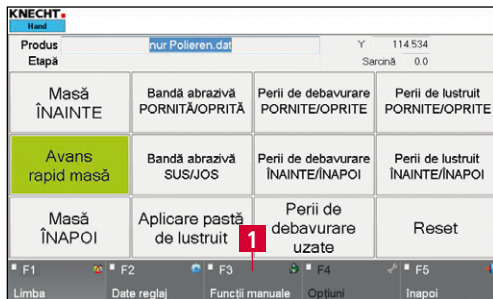 KNECHT
Hand
Produs nur Polieren.dat Y 114.534
Etapă Sarcină 0.0
Masă ÎNAINTE
Bandă abrazivă PORNITĂ/OPRITĂ
Perii de debavurare PORNITE/OPRITE
Perii de lustruit PORNITE/OPRITE
Avans rapid masă
Bandă abrazivă SUS/JOS
Perii de debavurare ÎNAINTE/ÎNAPOI
Perii de lustruit ÎNAINTE/ÎNAPOI
Masă ÎNAPOI
Aplicare pastă de lustruit
Perii de debavurare uzate
Reset
1
F1 F2 F3 F4 F5
Limba Date reglaj Funcții manuale Opțiuni înapoi